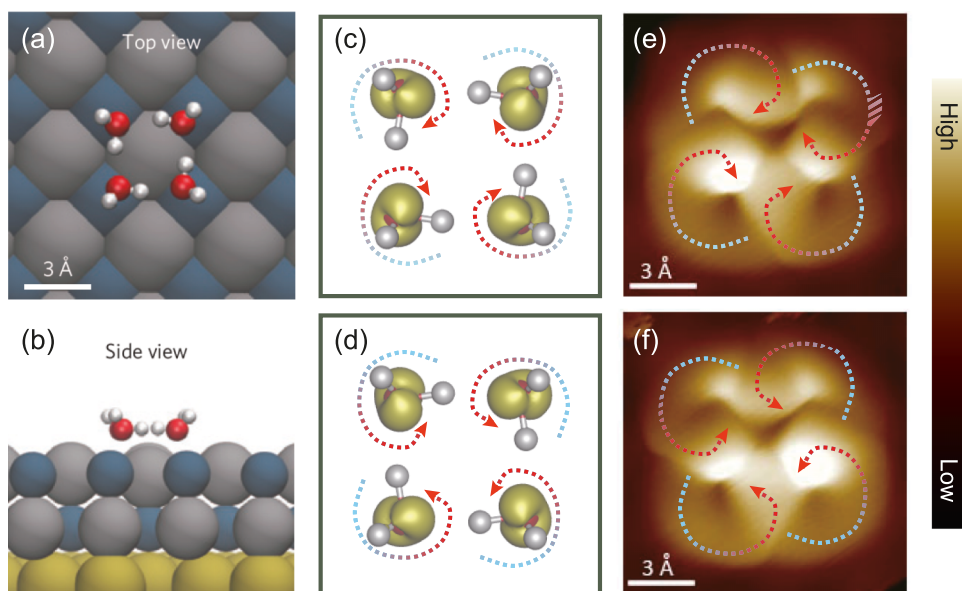 (a)
Top view
3 Å
(b)
Side view
(c)
(d)
(e)
3 Å
(f)
3 Å
High
Low